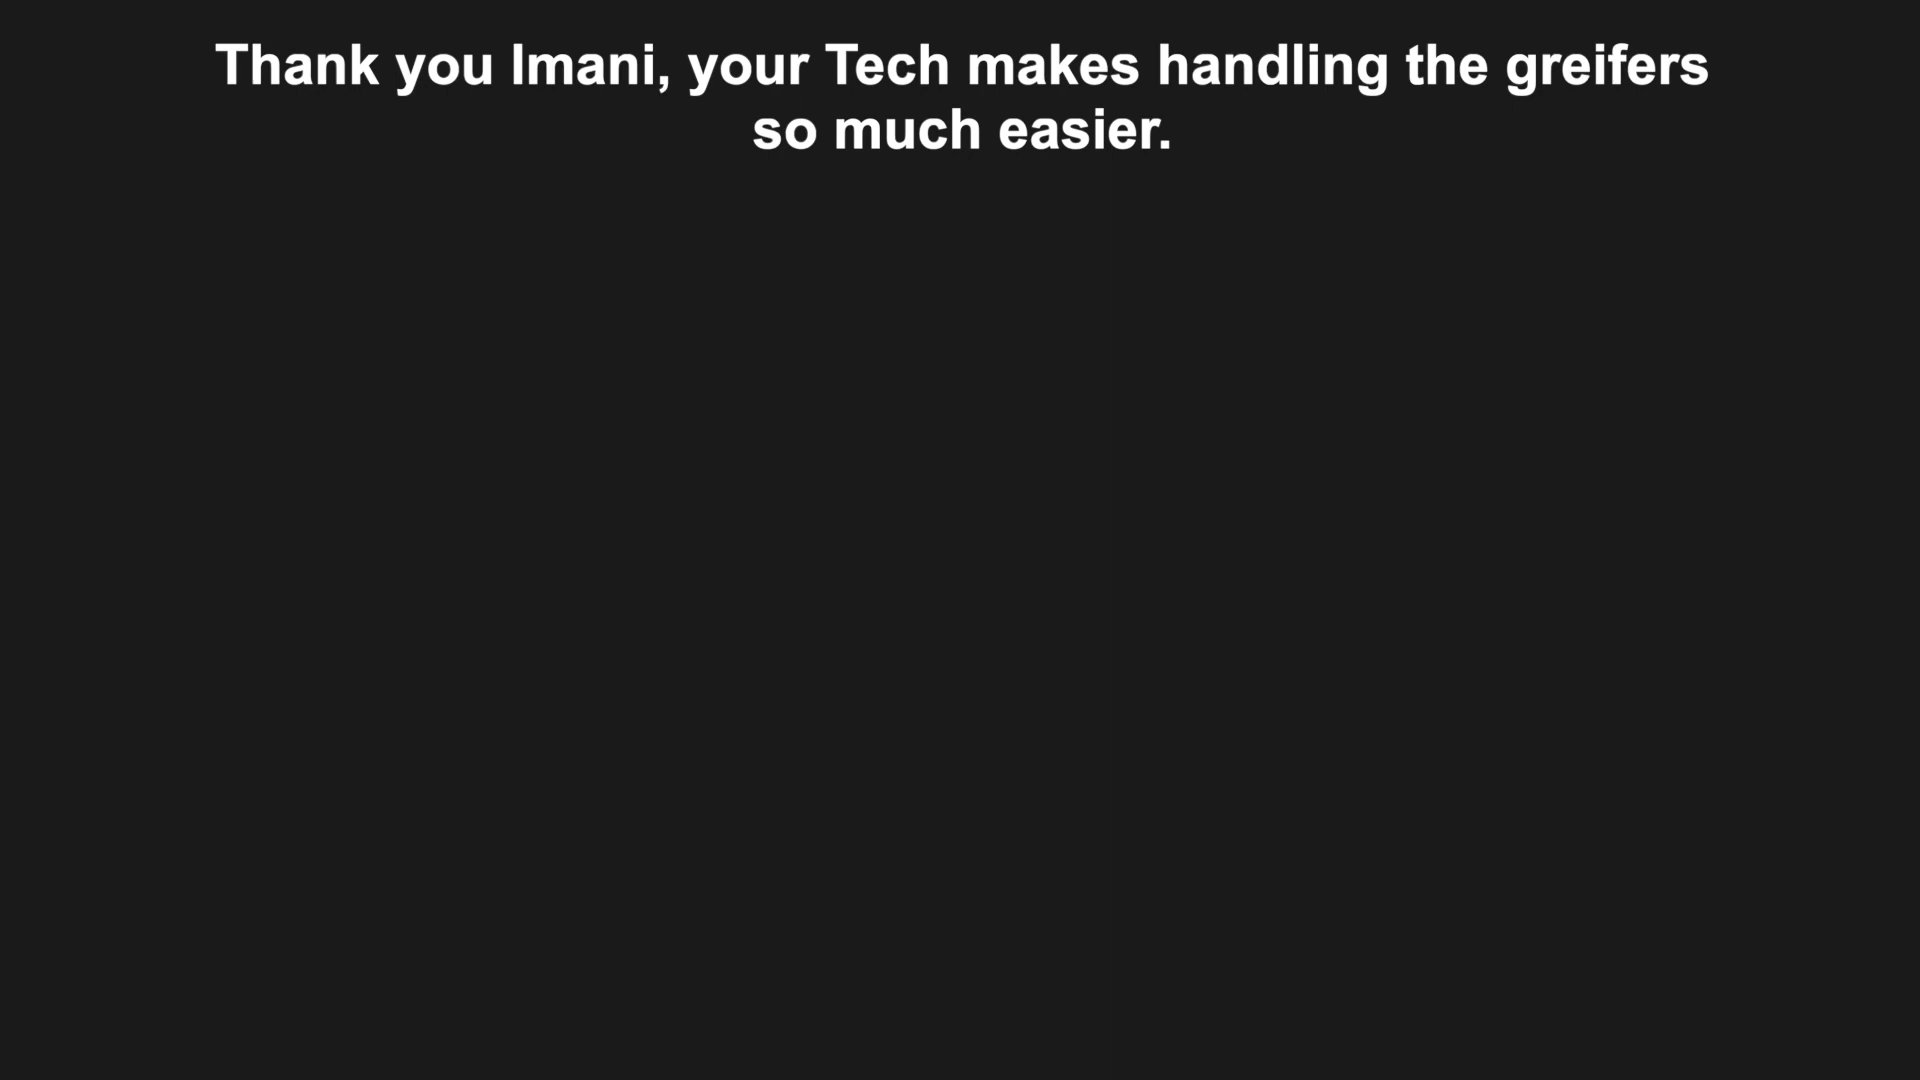 Thank you Imani, your Tech makes handling the greifers
so much easier.